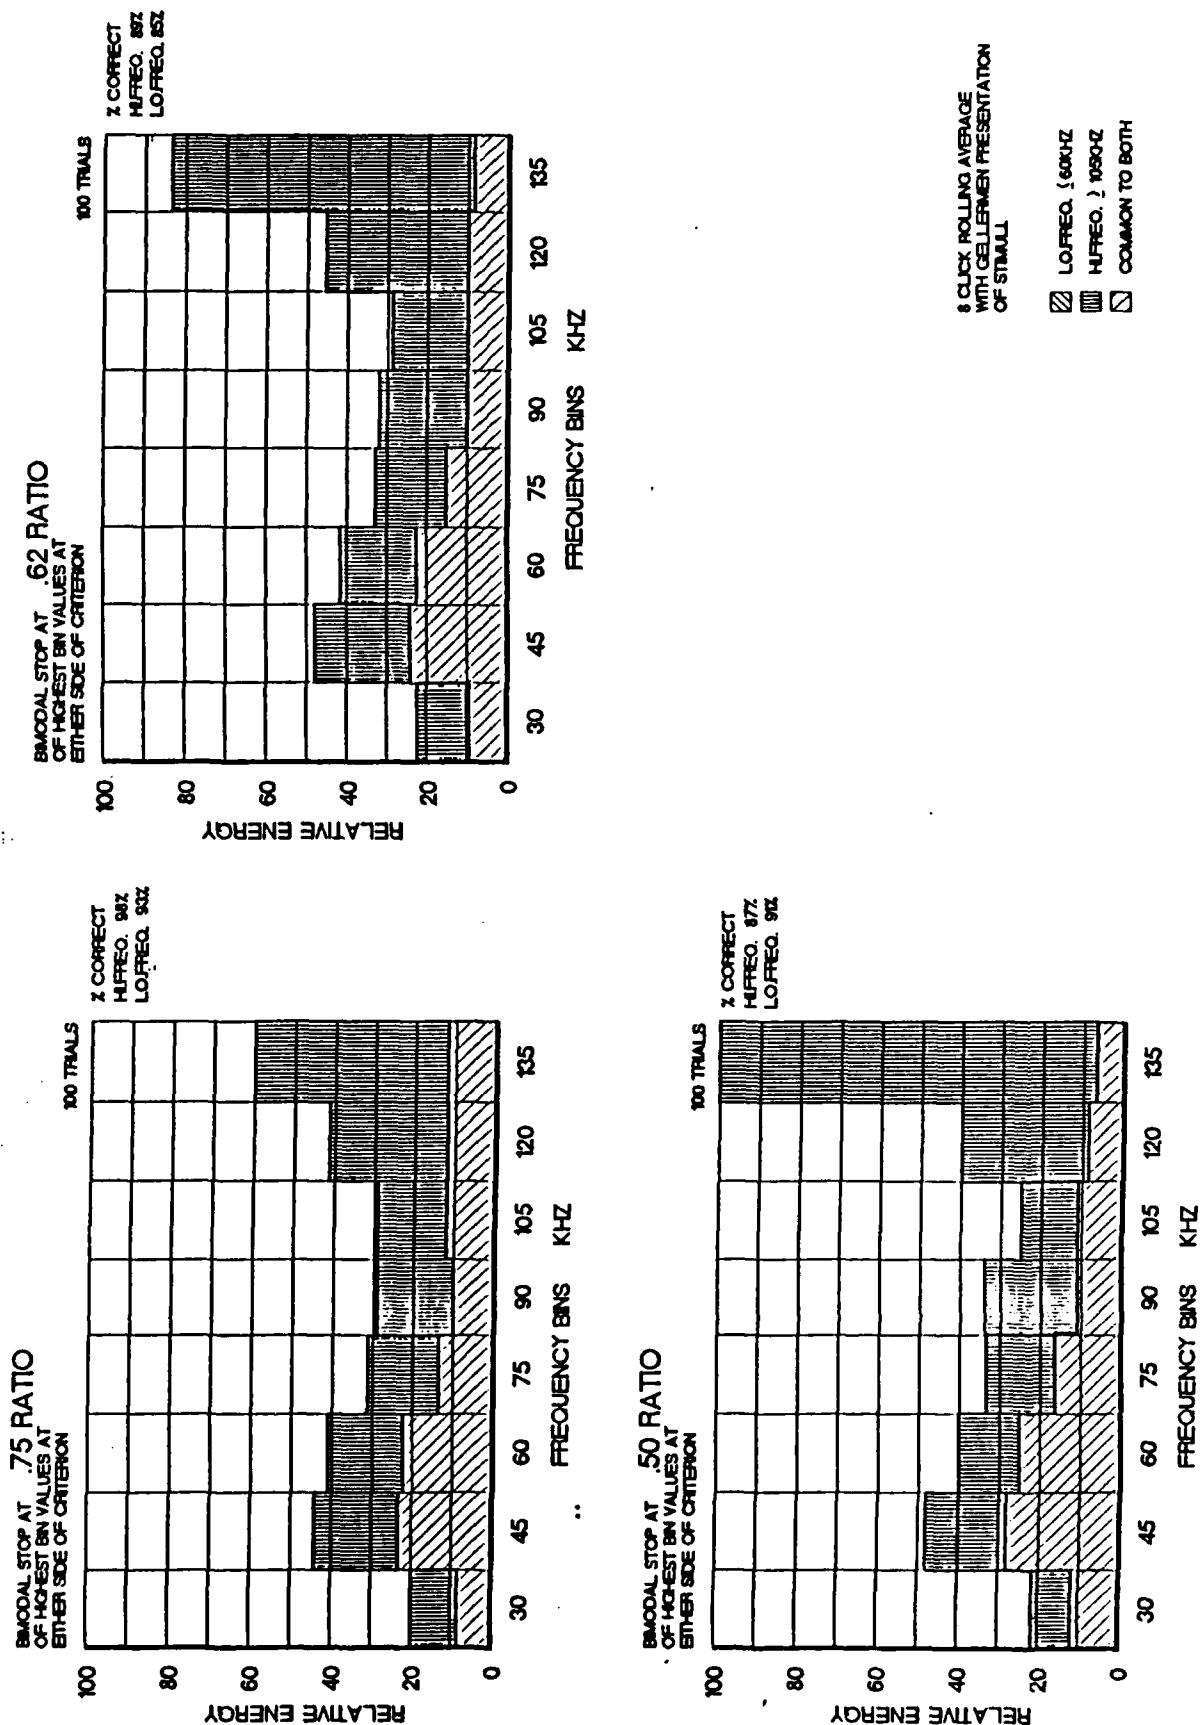 BIMODAL STOP AT .75 RATIO
OF HIGHEST BIN VALUES AT
EITHER SIDE OF CRITERION
100 TRIALS
% CORRECT
HI.FREQ. 98%
LO.FREQ. 93%
RELATIVE ENERGY
100
80
60
40
20
0
30 45 60 75 90 105 120 135
FREQUENCY BINS KHZ
BIMODAL STOP AT .62 RATIO
OF HIGHEST BIN VALUES AT
EITHER SIDE OF CRITERION
100 TRIALS
% CORRECT
HI.FREQ. 89%
LO.FREQ. 85%
RELATIVE ENERGY
100
80
60
40
20
0
30 45 60 75 90 105 120 135
FREQUENCY BINS KHZ
BIMODAL STOP AT .50 RATIO
OF HIGHEST BIN VALUES AT
EITHER SIDE OF CRITERION
100 TRIALS
% CORRECT
HI.FREQ. 87%
LO.FREQ. 91%
RELATIVE ENERGY
100
80
60
40
20
0
30 45 60 75 90 105 120 135
FREQUENCY BINS KHZ
8 CLICK ROLLING AVERAGE
WITH GELLERMEN PRESENTATION
OF STIMULI
LO.FREQ. ( 60KHZ
HI.FREQ. ) 105KHZ
COMMON TO BOTH